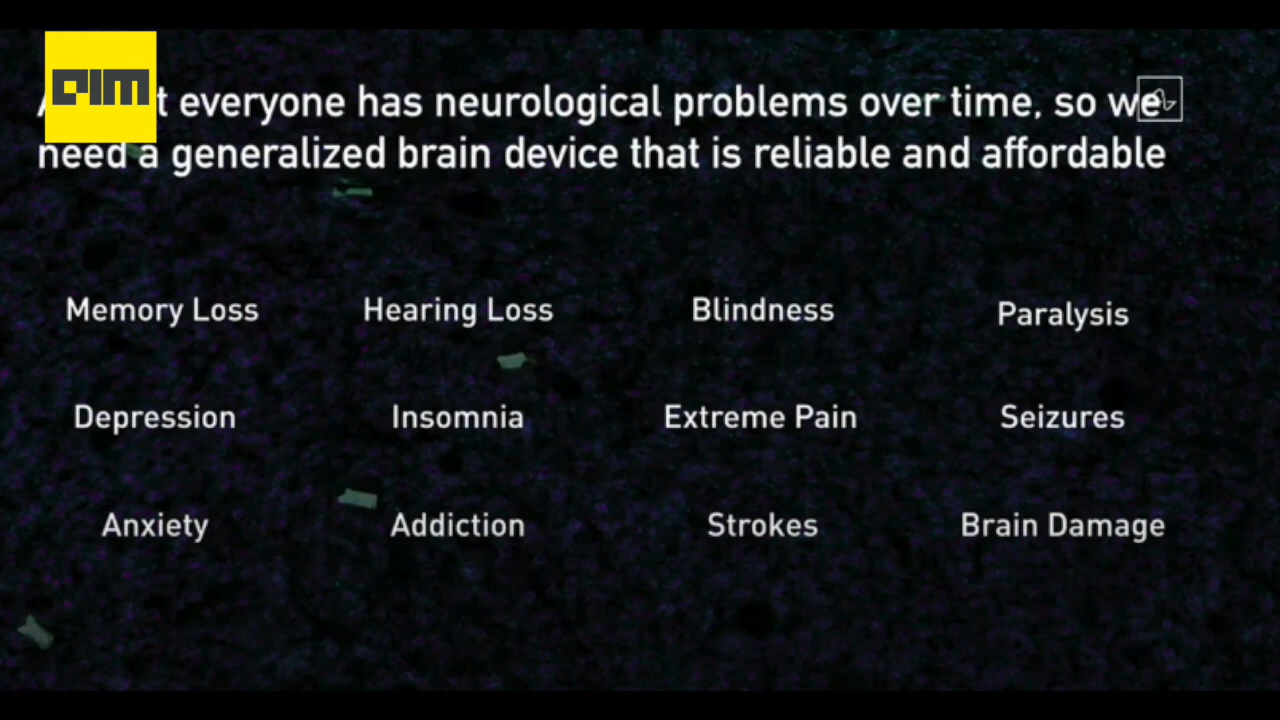 AIM
t everyone has neurological problems over time, so we
need a generalized brain device that is reliable and affordable
Memory Loss Hearing Loss Blindness Paralysis
Depression Insomnia Extreme Pain Seizures
Anxiety Addiction Strokes Brain Damage